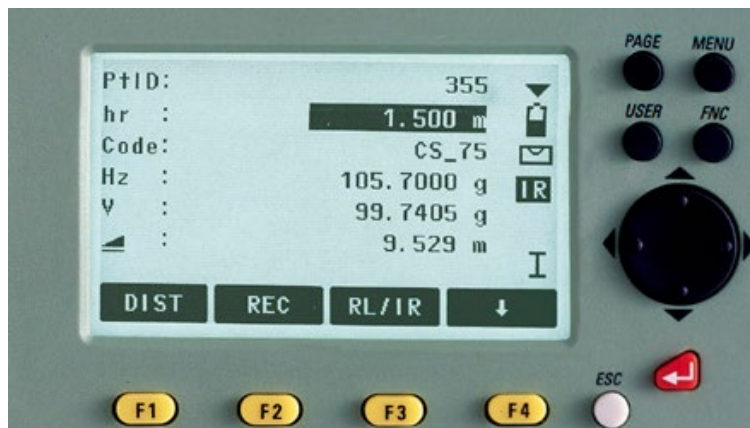 PAGE MENU
PtID: 355
hr : 1.500 m
USER FNC
Code: CS_75
Hz : 105.7000 g
IR
V : 99.7405 g
: 9.529 m
DIST REC RL/IR
ESC
F1 F2 F3 F4